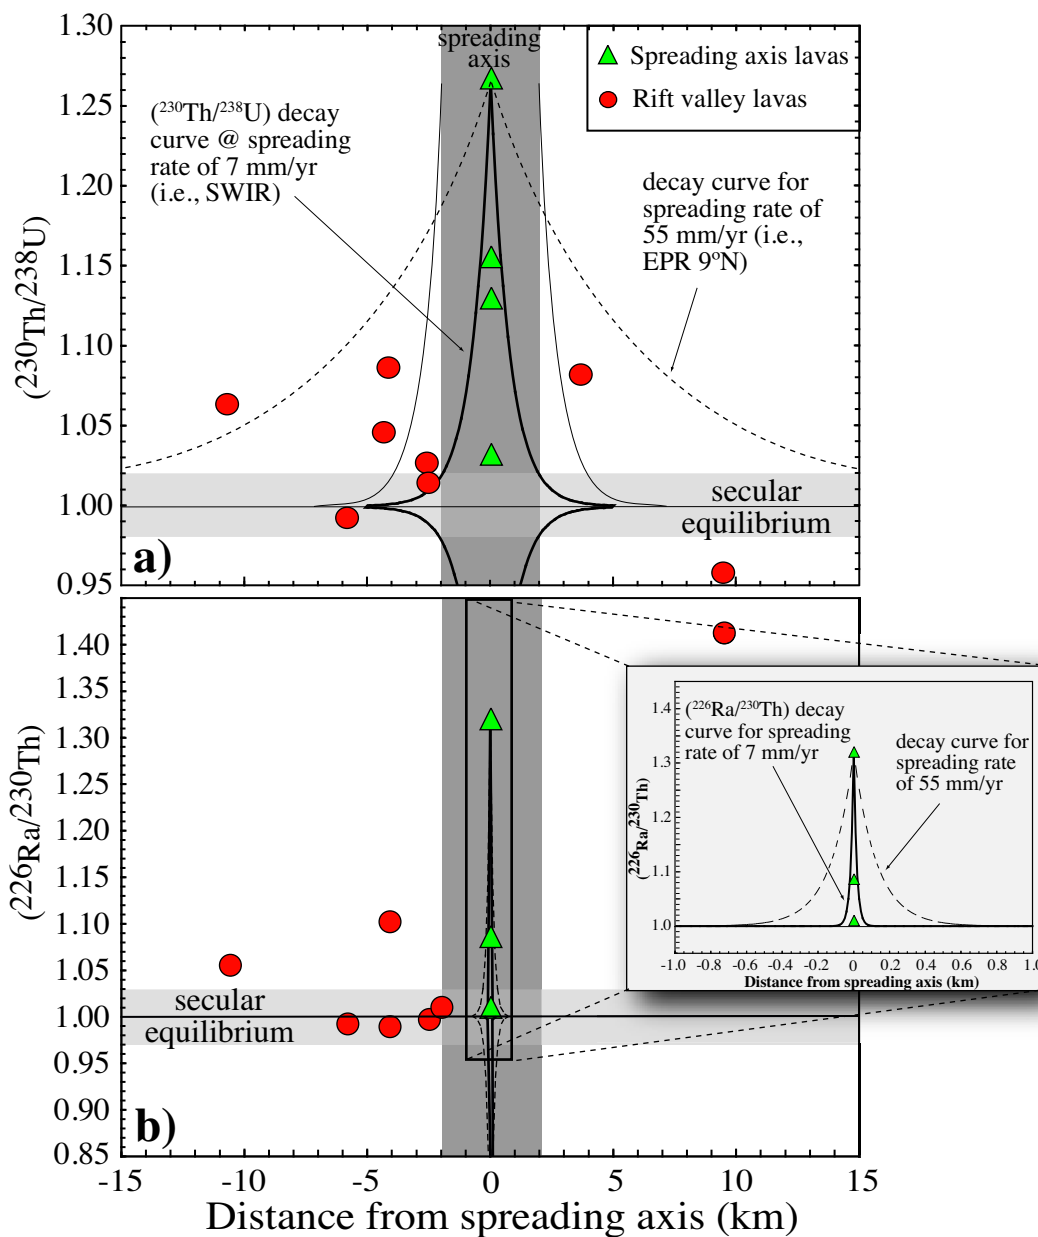 1.30
1.25
1.20
1.15
1.10
1.05
1.00
0.95
(²³⁰Th/²³⁸U)
spreading
axis
Spreading axis lavas
Rift valley lavas
(²³⁰Th/²³⁸U) decay
curve @ spreading
rate of 7 mm/yr
(i.e., SWIR)
decay curve for
spreading rate of
55 mm/yr (i.e.,
EPR 9ºN)
secular
equilibrium
a)
1.40
1.35
1.30
1.25
1.20
1.15
1.10
1.05
1.00
0.95
0.90
0.85
(²²⁶Ra/²³⁰Th)
secular
equilibrium
b)
-15 -10 -5 0 5 10 15
Distance from spreading axis (km)
1.4
1.3
1.2
1.1
1.0
(²²⁶Ra/²³⁰Th)
(²²⁶Ra/²³⁰Th) decay
curve for spreading
rate of 7 mm/yr
decay curve for
spreading rate
of 55 mm/yr
-1.0 -0.8 -0.6 -0.4 -0.2 0 0.2 0.4 0.6 0.8 1.0
Distance from spreading axis (km)